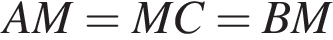 AM = MC = BM